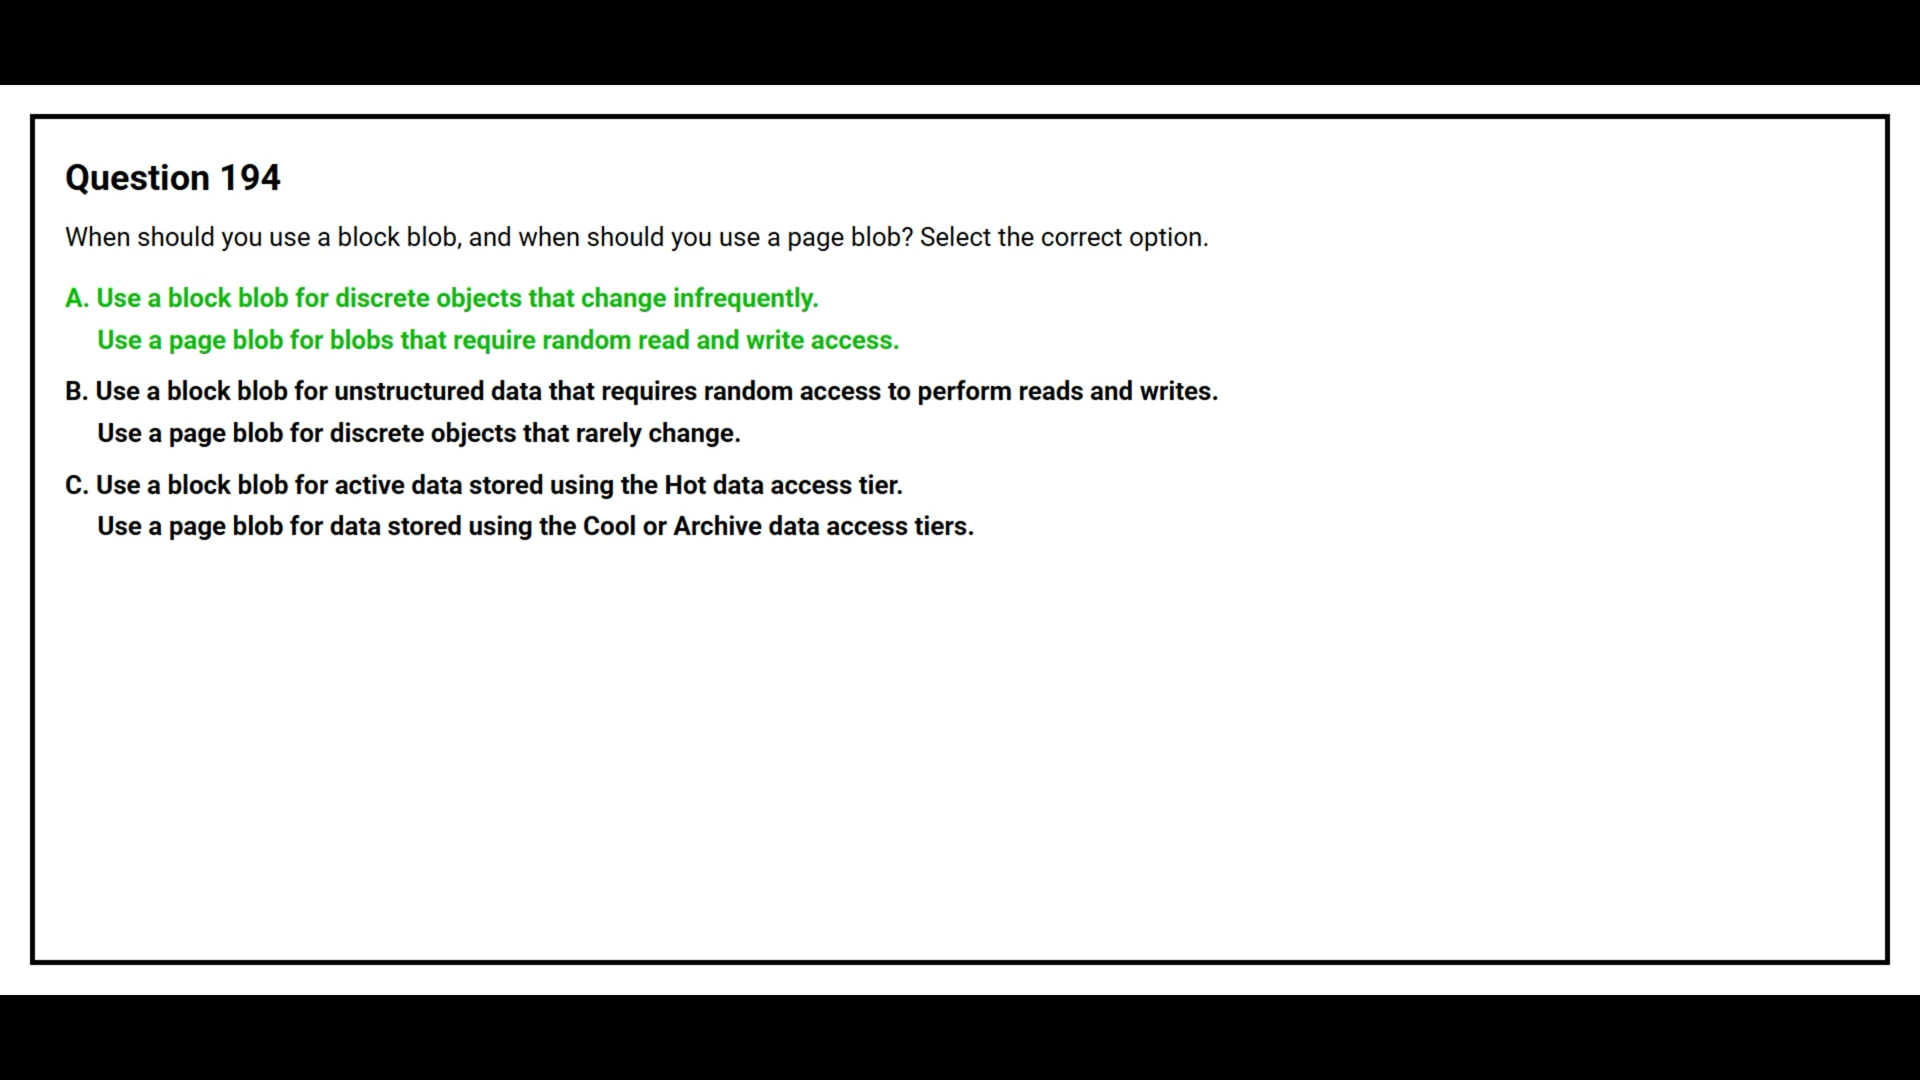 Question 194
When should you use a block blob, and when should you use a page blob? Select the correct option.
A. Use a block blob for discrete objects that change infrequently.
Use a page blob for blobs that require random read and write access.
B. Use a block blob for unstructured data that requires random access to perform reads and writes.
Use a page blob for discrete objects that rarely change.
C. Use a block blob for active data stored using the Hot data access tier.
Use a page blob for data stored using the Cool or Archive data access tiers.